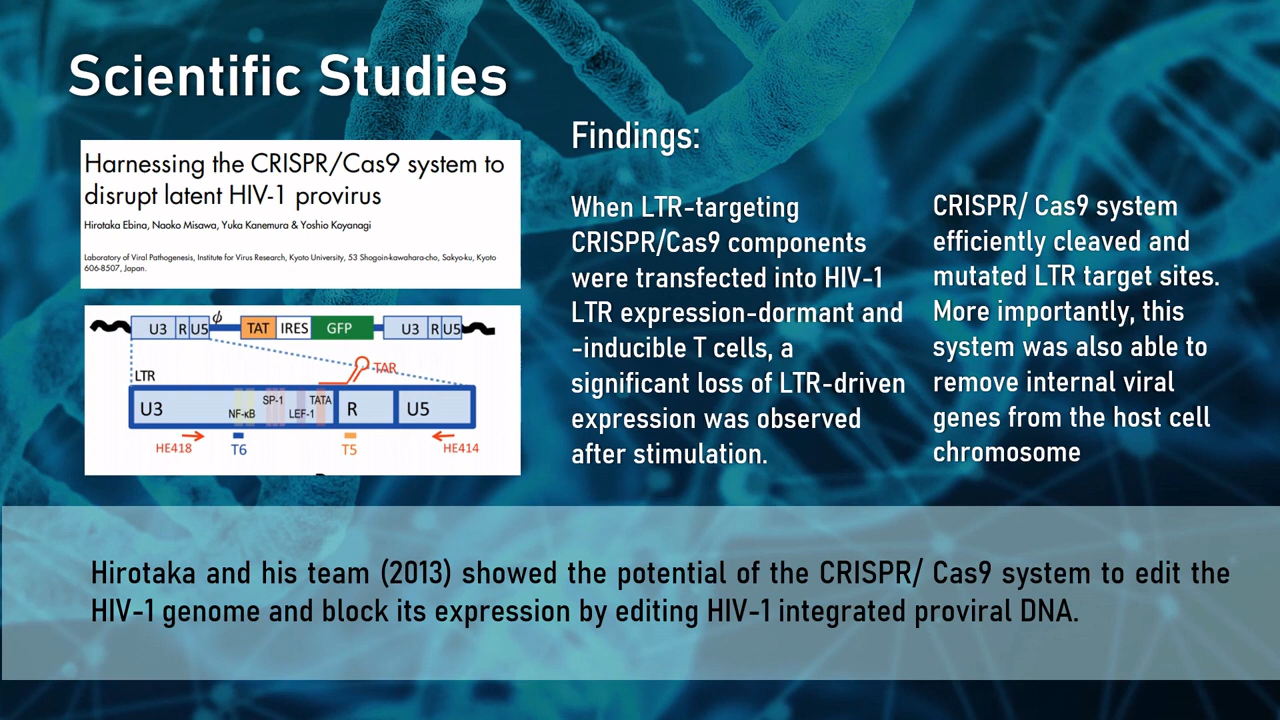 Scientific Studies
Harnessing the CRISPR/Cas9 system to
disrupt latent HIV-1 provirus
Hirotaka Ebina, Naoko Misawa, Yuka Kanemura & Yoshio Koyanagi
Laboratory of Viral Pathogenesis, Institute for Virus Research, Kyoto University, 53 Shogoin-kawahara-cho, Sakyo-ku, Kyoto
606-8507, Japan.
U3 R U5 ϕ TAT IRES GFP U3 R U5
TAR
LTR
U3 NF-κB SP-1 LEF-1 TATA R U5
HE418 T6 T5 HE414
Findings:
When LTR-targeting
CRISPR/Cas9 components
were transfected into HIV-1
LTR expression-dormant and
-inducible T cells, a
significant loss of LTR-driven
expression was observed
after stimulation.
CRISPR/ Cas9 system
efficiently cleaved and
mutated LTR target sites.
More importantly, this
system was also able to
remove internal viral
genes from the host cell
chromosome
Hirotaka and his team (2013) showed the potential of the CRISPR/ Cas9 system to edit the
HIV-1 genome and block its expression by editing HIV-1 integrated proviral DNA.